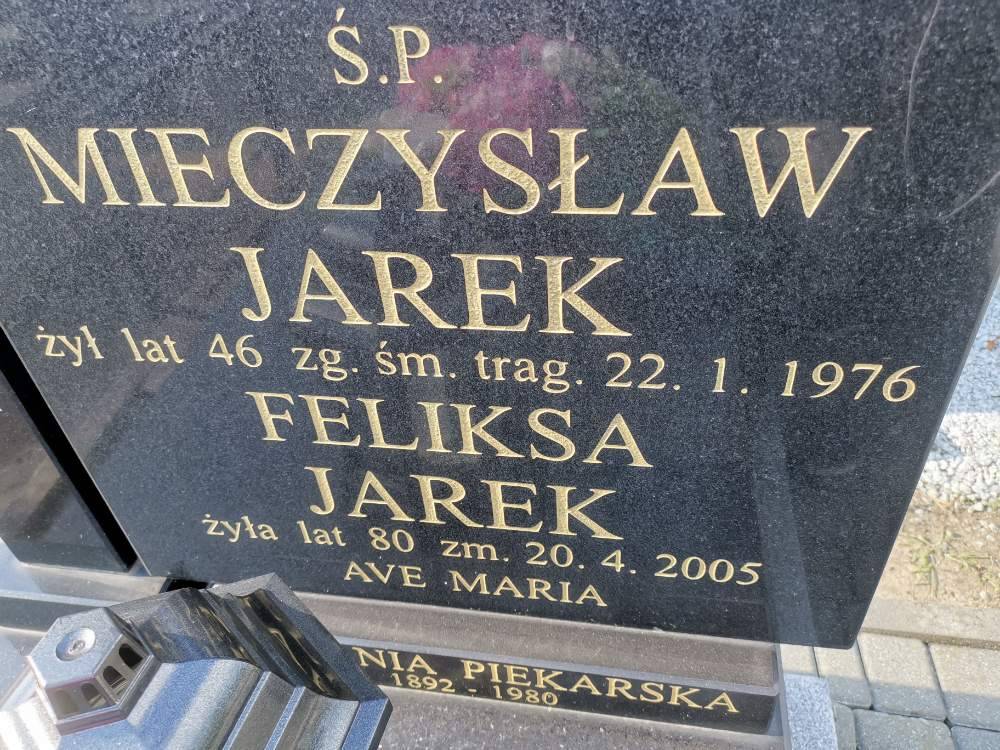 Ś.P.
MIECZYSŁAW
JAREK
żył lat 46 zg. śm. trag. 22. 1. 1976
FELIKSA
JAREK
żyła lat 80 zm. 20. 4. 2005
AVE MARIA
NIA PIEKARSKA
1892 - 1980